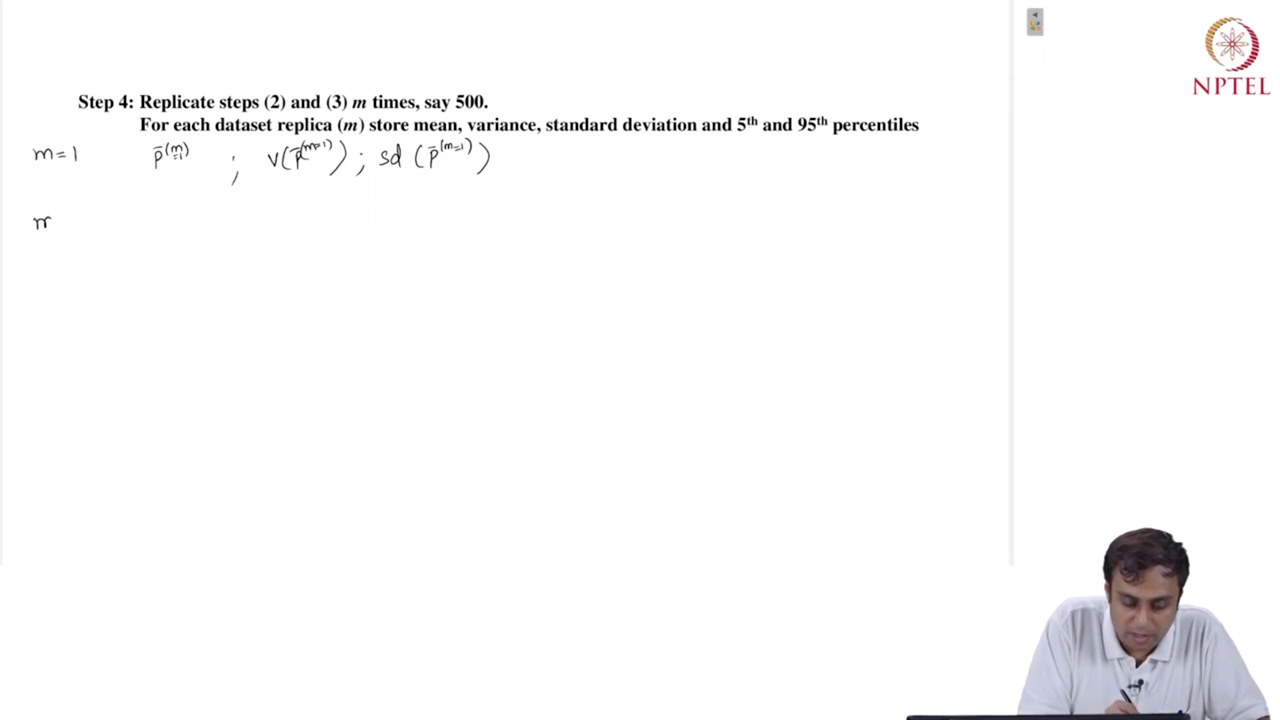 NPTEL
Step 4: Replicate steps (2) and (3) m times, say 500.
For each dataset replica (m) store mean, variance, standard deviation and 5th and 95th percentiles
m=1 p̄^(m=1) ; v(p̄^(m=1)) ; sd (p̄^(m=1))
m